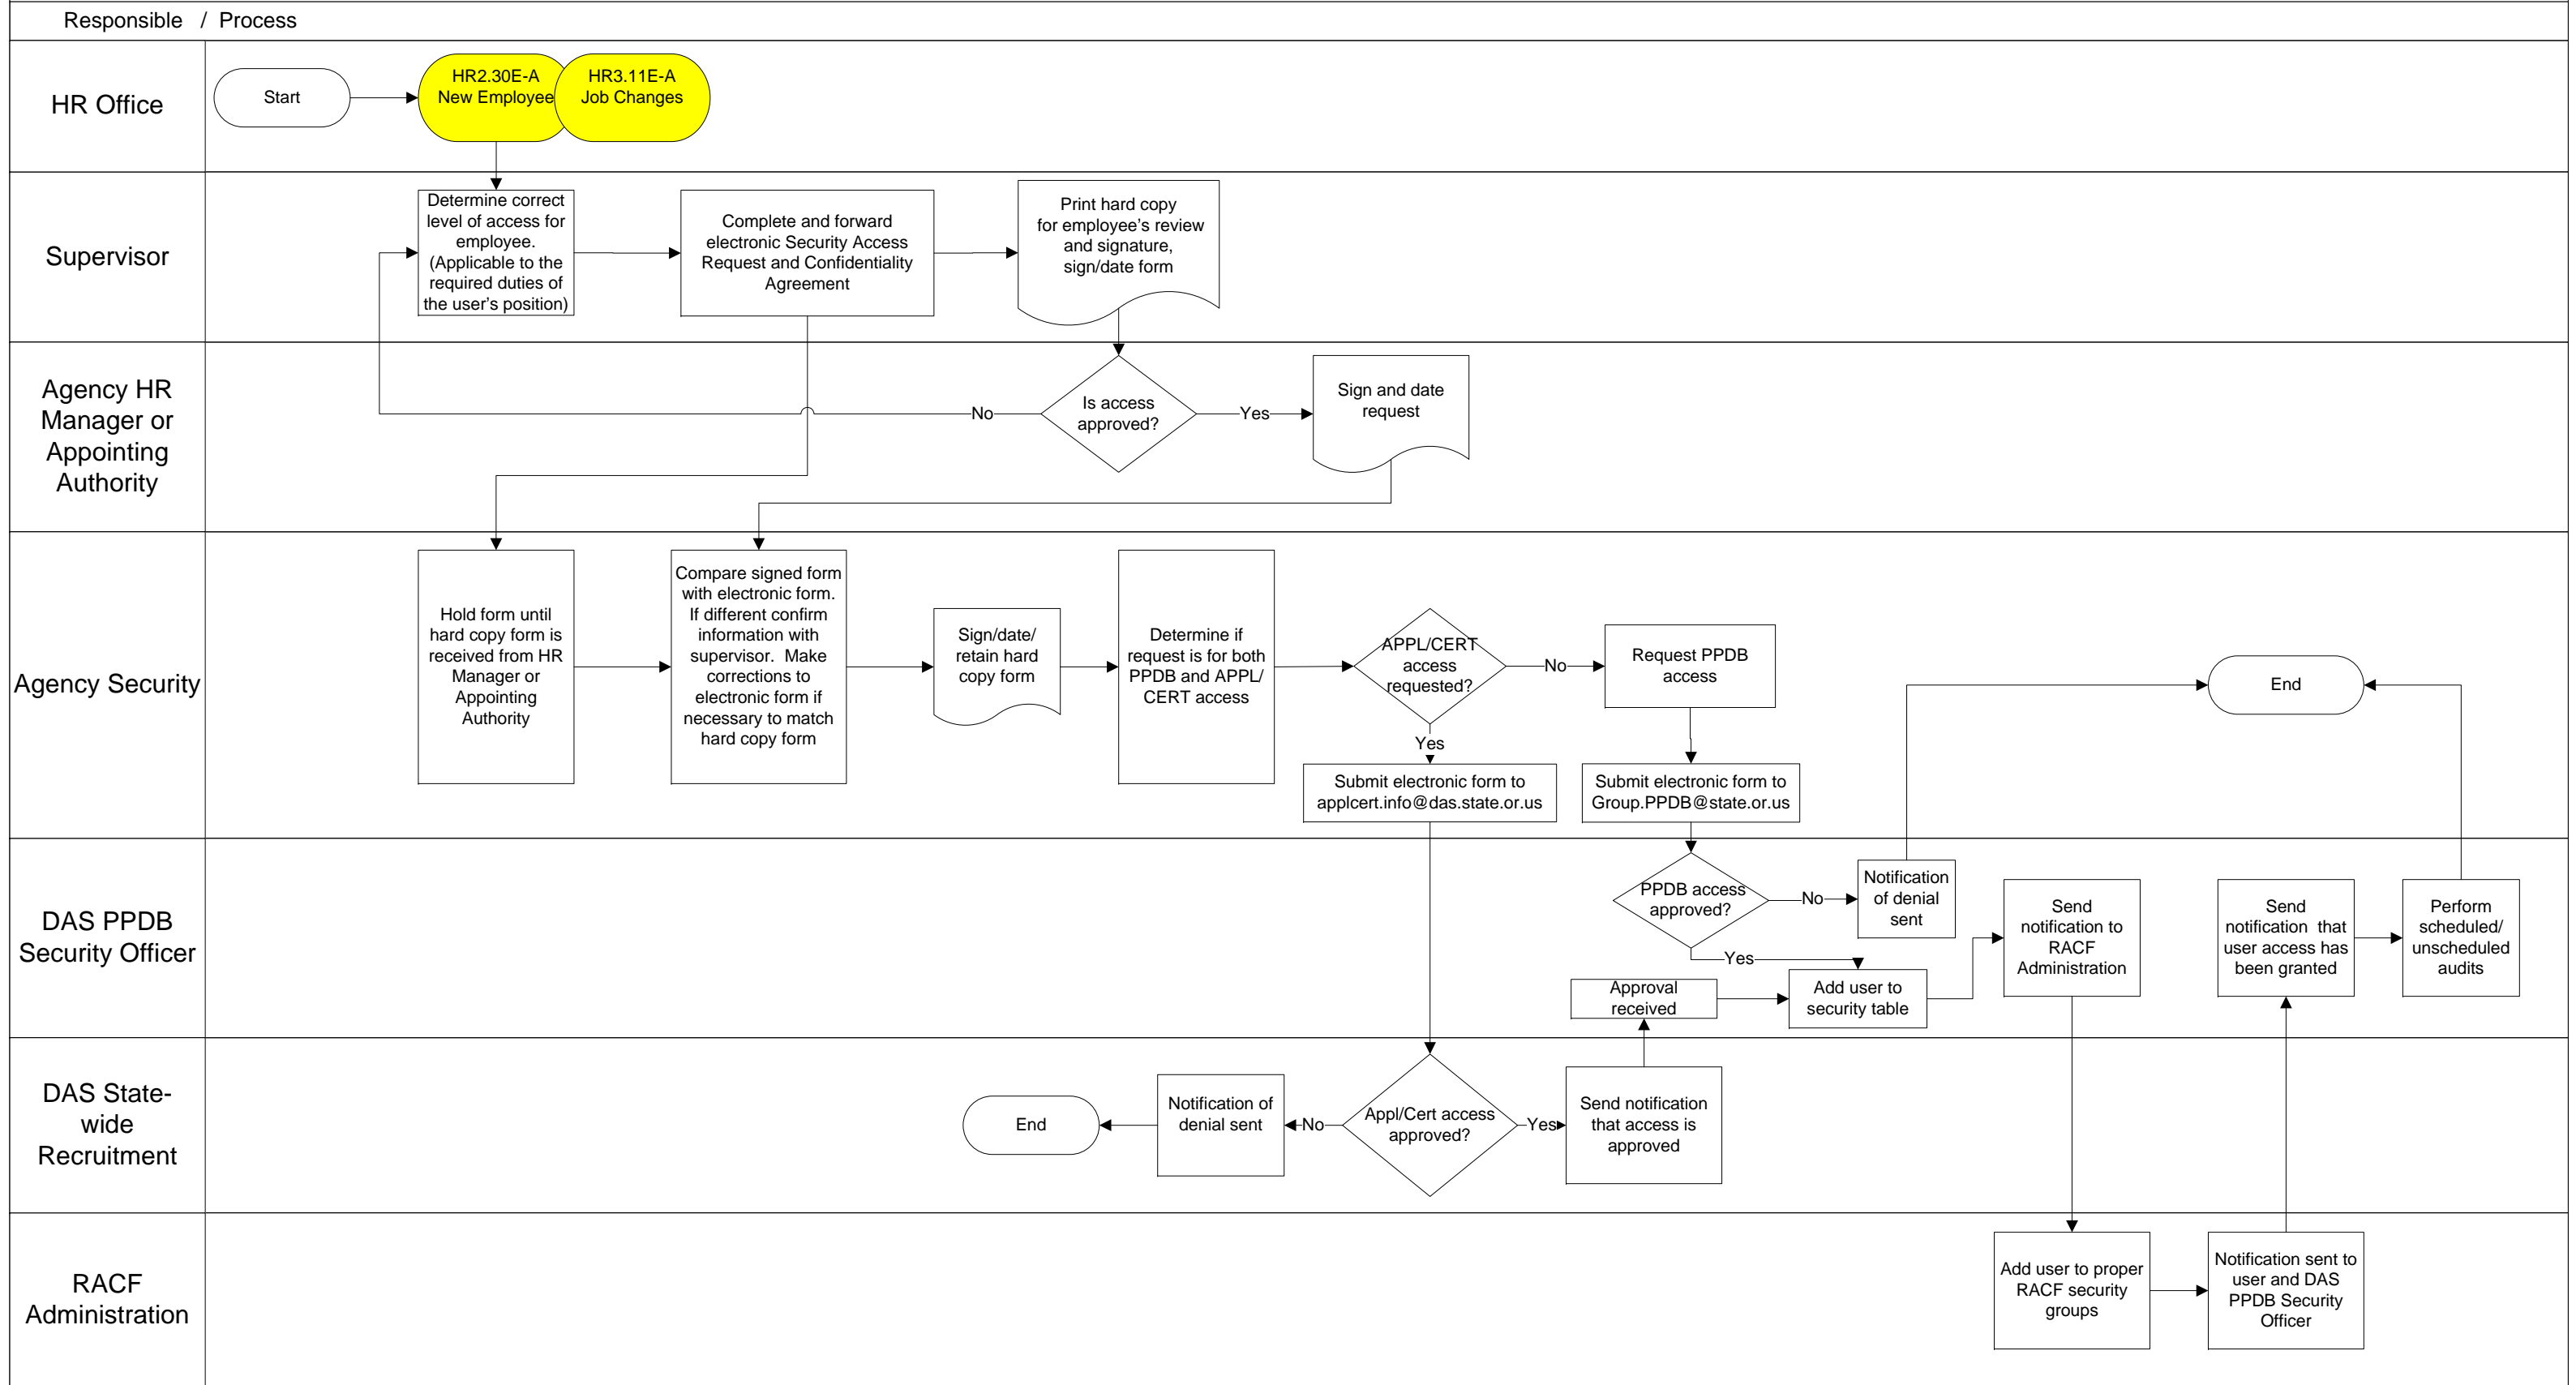 Responsible / Process
HR Office
Start
HR2.30E-A
New Employee
HR3.11E-A
Job Changes
Supervisor
Determine correct
level of access for
employee.
(Applicable to the
required duties of
the user's position)
Complete and forward
electronic Security Access
Request and Confidentiality
Agreement
Print hard copy
for employee's review
and signature,
sign/date form
Agency HR
Manager or
Appointing
Authority
No
Is access
approved?
Yes
Sign and date
request
Agency Security
Hold form until
hard copy form is
received from HR
Manager or
Appointing
Authority
Compare signed form
with electronic form.
If different confirm
information with
supervisor. Make
corrections to
electronic form if
necessary to match
hard copy form
Sign/date/
retain hard
copy form
Determine if
request is for both
PPDB and APPL/
CERT access
APPL/CERT
access
requested?
No
Request PPDB
access
Yes
Submit electronic form to
applcert.info@das.state.or.us
Submit electronic form to
Group.PPDB@state.or.us
End
DAS PPDB
Security Officer
PPDB access
approved?
No
Notification
of denial
sent
Yes
Approval
received
Add user to
security table
Send
notification to
RACF
Administration
Send
notification that
user access has
been granted
Perform
scheduled/
unscheduled
audits
DAS State-
wide
Recruitment
End
Notification of
denial sent
No
Appl/Cert access
approved?
Yes
Send notification
that access is
approved
RACF
Administration
Add user to proper
RACF security
groups
Notification sent to
user and DAS
PPDB Security
Officer